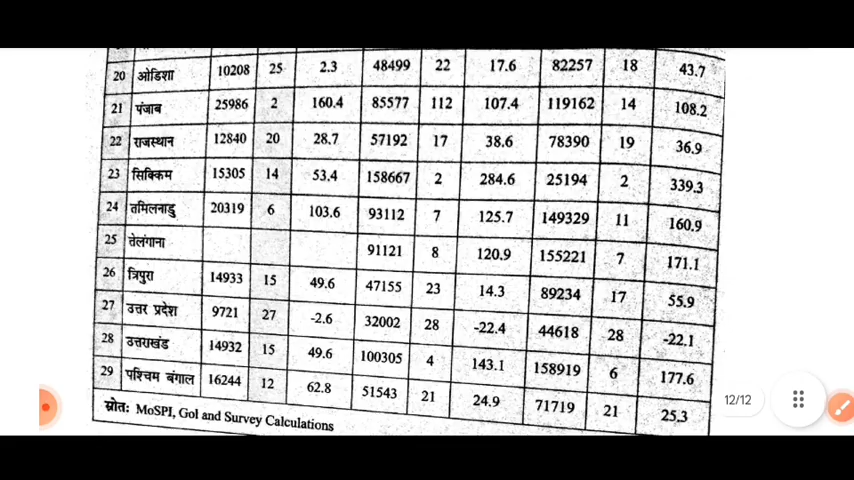 20 ओडिशा 10208 25 2.3 48499 22 17.6 82257 18 43.7
21 पंजाब 25986 2 160.4 85577 112 107.4 119162 14 108.2
22 राजस्थान 12840 20 28.7 57192 17 38.6 78390 19 36.9
23 सिक्किम 15305 14 53.4 158667 2 284.6 25194 2 339.3
24 तमिलनाडु 20319 6 103.6 93112 7 125.7 149329 11 160.9
25 तेलंगाना 91121 8 120.9 155221 7 171.1
26 त्रिपुरा 14933 15 49.6 47155 23 14.3 89234 17 55.9
27 उत्तर प्रदेश 9721 27 -2.6 32002 28 -22.4 44618 28 -22.1
28 उत्तराखंड 14932 15 49.6 100305 4 143.1 158919 6 177.6
29 पश्चिम बंगाल 16244 12 62.8 51543 21 24.9 71719 21 25.3
स्रोतः MoSPI, GoI and Survey Calculations
12/12